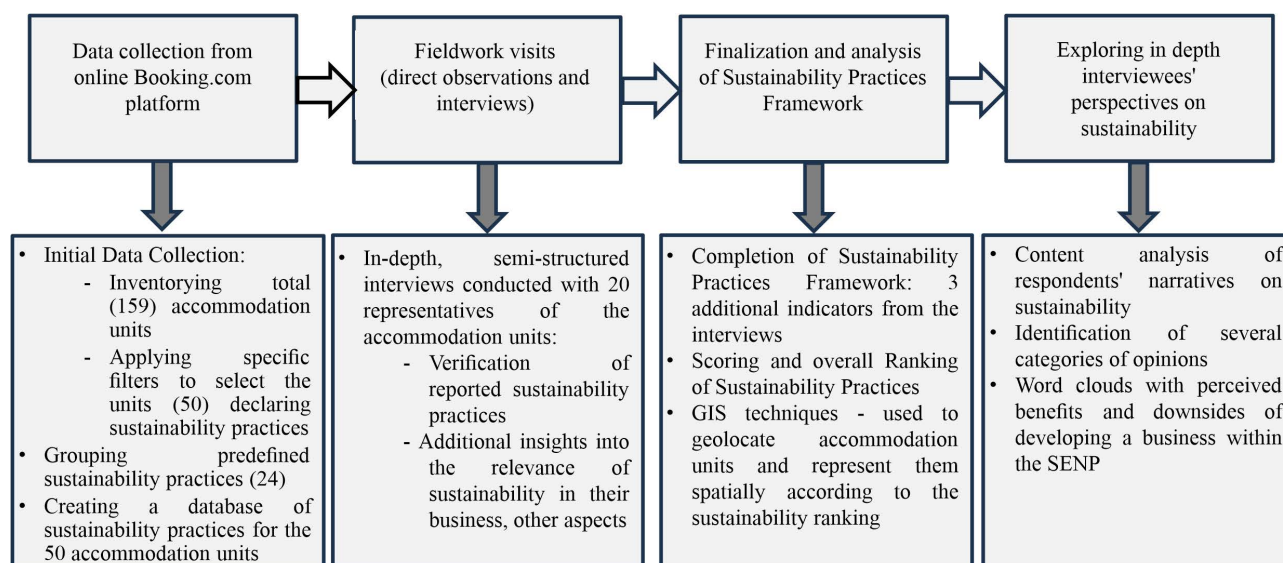 Data collection from
online Booking.com
platform
Fieldwork visits
(direct observations and
interviews)
Finalization and analysis
of Sustainability Practices
Framework
Exploring in depth
interviewees'
perspectives on
sustainability
• Initial Data Collection:
- Inventorying total
(159) accommodation
units
- Applying specific
filters to select the
units (50) declaring
sustainability practices
• Grouping predefined
sustainability practices (24)
• Creating a database of
sustainability practices for the
50 accommodation units
• In-depth, semi-structured
interviews conducted with 20
representatives of the
accommodation units:
- Verification of
reported sustainability
practices
- Additional insights into
the relevance of
sustainability in their
business, other aspects
• Completion of Sustainability
Practices Framework: 3
additional indicators from the
interviews
• Scoring and overall Ranking
of Sustainability Practices
• GIS techniques - used to
geolocate accommodation
units and represent them
spatially according to the
sustainability ranking
• Content analysis of
respondents' narratives on
sustainability
• Identification of several
categories of opinions
• Word clouds with perceived
benefits and downsides of
developing a business within
the SENP